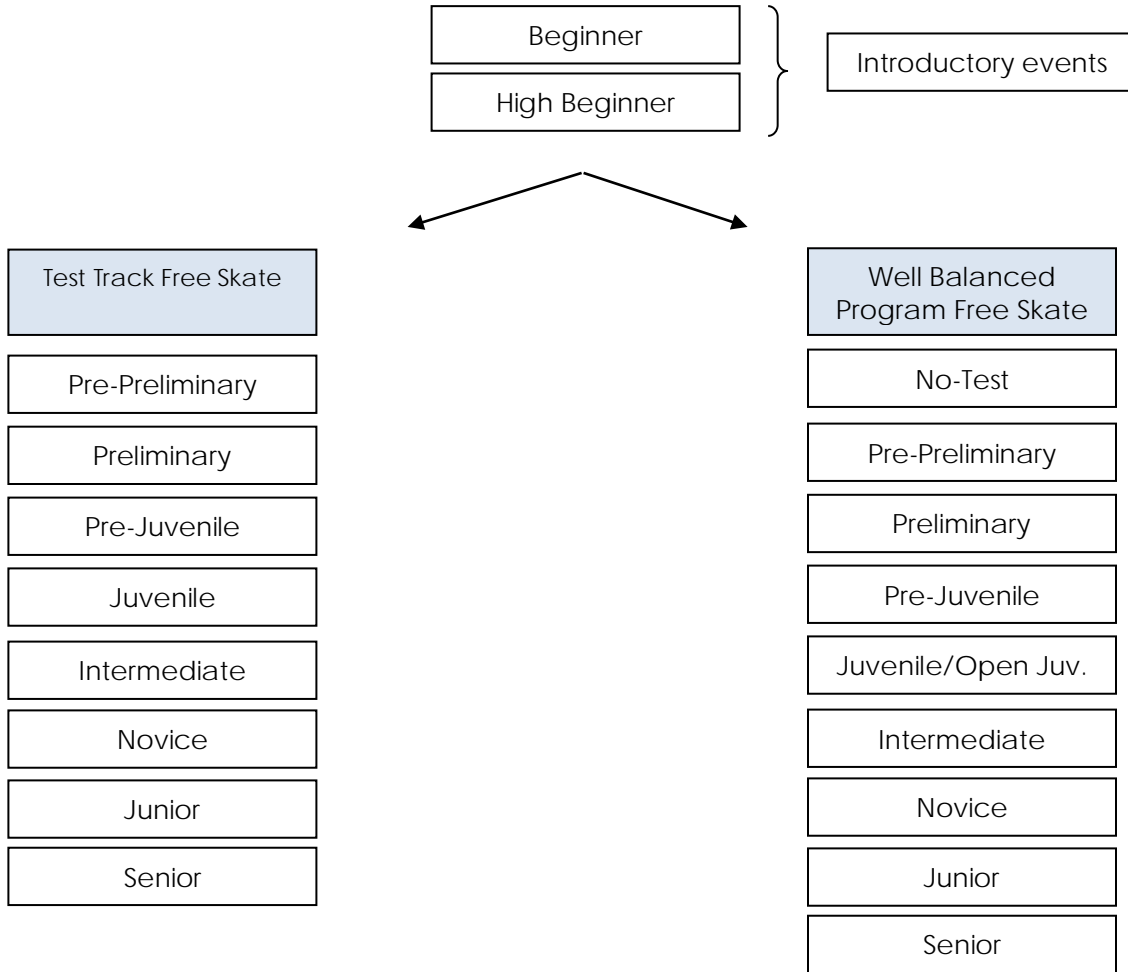 Beginner
High Beginner
Introductory events
Test Track Free Skate
Pre-Preliminary
Preliminary
Pre-Juvenile
Juvenile
Intermediate
Novice
Junior
Senior
Well Balanced
Program Free Skate
No-Test
Pre-Preliminary
Preliminary
Pre-Juvenile
Juvenile/Open Juv.
Intermediate
Novice
Junior
Senior